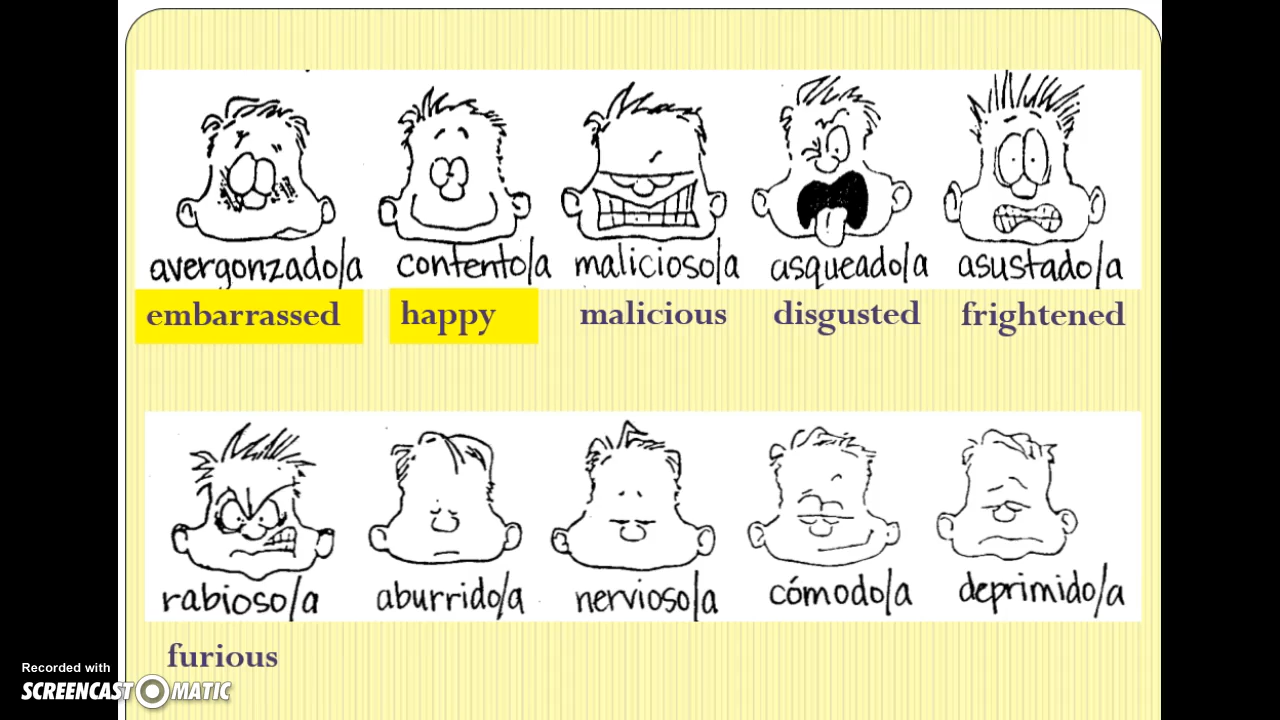 avergonzado/a contento/a malicioso/a asqueado/a asustado/a
embarrassed happy malicious disgusted frightened
rabioso/a aburrido/a nervioso/a cómodo/a deprimido/a
furious
Recorded with
SCREENCAST-O-MATIC